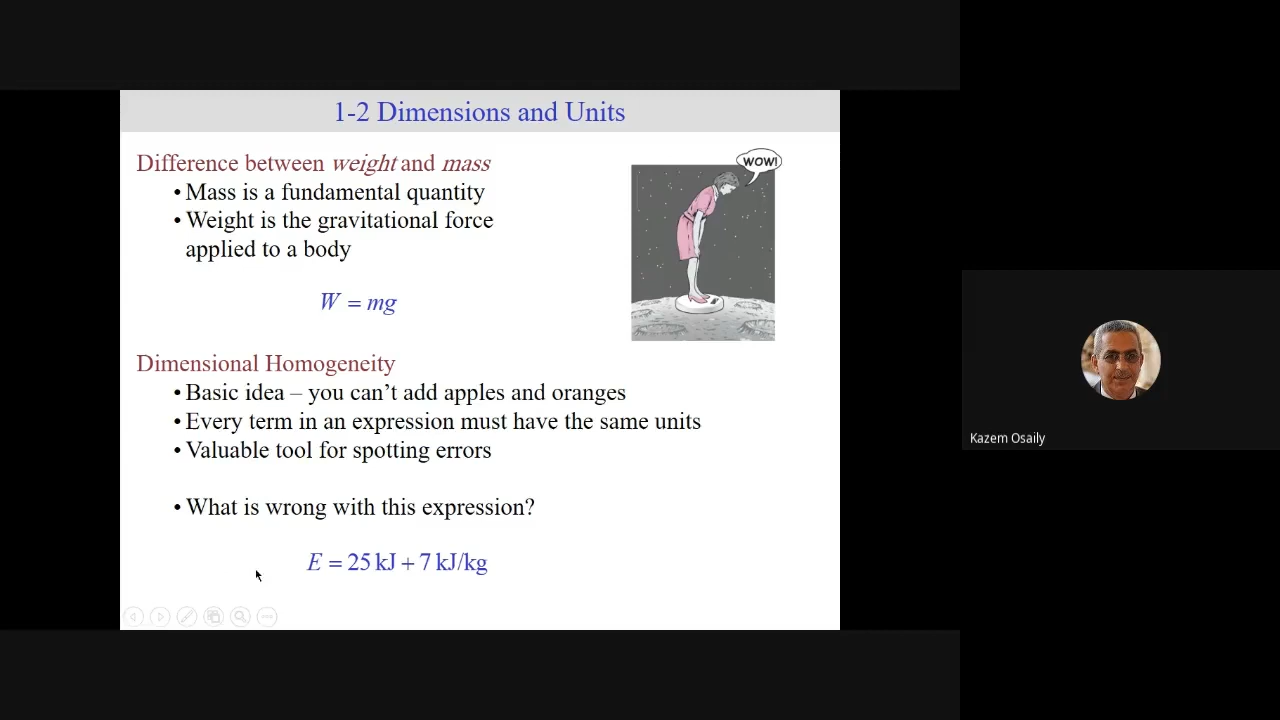 1-2 Dimensions and Units
Difference between weight and mass
• Mass is a fundamental quantity
• Weight is the gravitational force
applied to a body
WOW!
W = mg
Dimensional Homogeneity
• Basic idea – you can't add apples and oranges
• Every term in an expression must have the same units
• Valuable tool for spotting errors
• What is wrong with this expression?
E = 25 kJ + 7 kJ/kg
Kazem Osaily